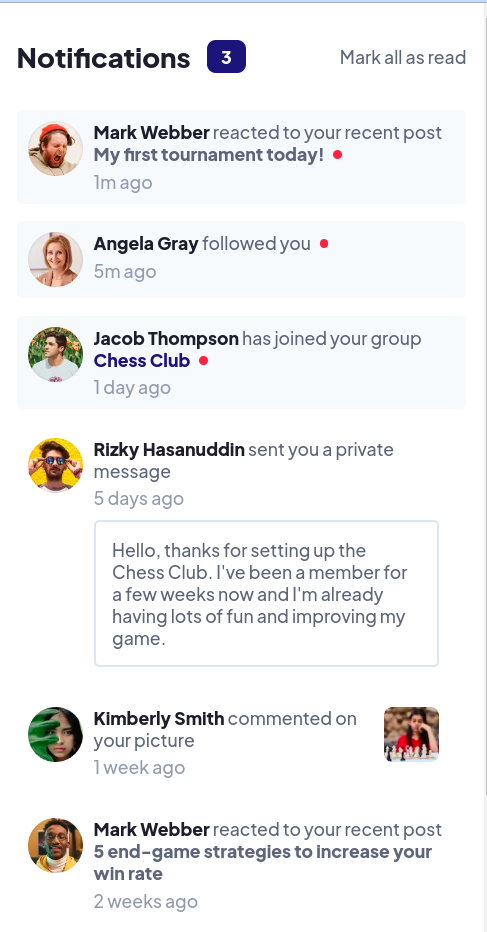 Notifications 3 Mark all as read
Mark Webber reacted to your recent post
My first tournament today!
1m ago
Angela Gray followed you
5m ago
Jacob Thompson has joined your group
Chess Club
1 day ago
Rizky Hasanuddin sent you a private
message
5 days ago
Hello, thanks for setting up the
Chess Club. I've been a member for
a few weeks now and I'm already
having lots of fun and improving my
game.
Kimberly Smith commented on
your picture
1 week ago
Mark Webber reacted to your recent post
5 end-game strategies to increase your
win rate
2 weeks ago